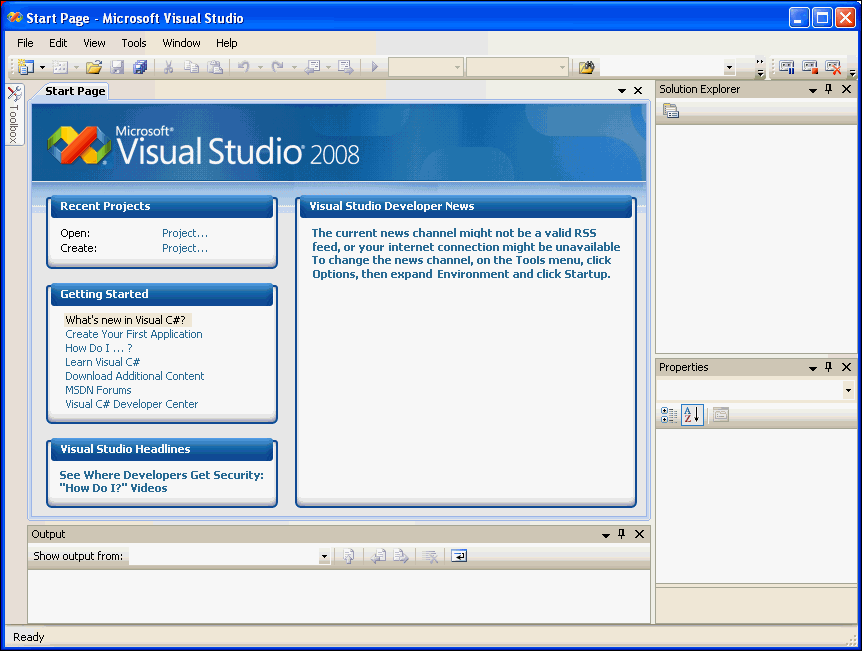 Start Page - Microsoft Visual Studio
File Edit View Tools Window Help
Toolbox
Start Page
Microsoft®
Visual Studio® 2008
Recent Projects
Open: Project...
Create: Project...
Getting Started
What's new in Visual C#?
Create Your First Application
How Do I ... ?
Learn Visual C#
Download Additional Content
MSDN Forums
Visual C# Developer Center
Visual Studio Headlines
See Where Developers Get Security:
"How Do I?" Videos
Visual Studio Developer News
The current news channel might not be a valid RSS
feed, or your internet connection might be unavailable
To change the news channel, on the Tools menu, click
Options, then expand Environment and click Startup.
Solution Explorer
Properties
A
Z
Output
Show output from:
Ready